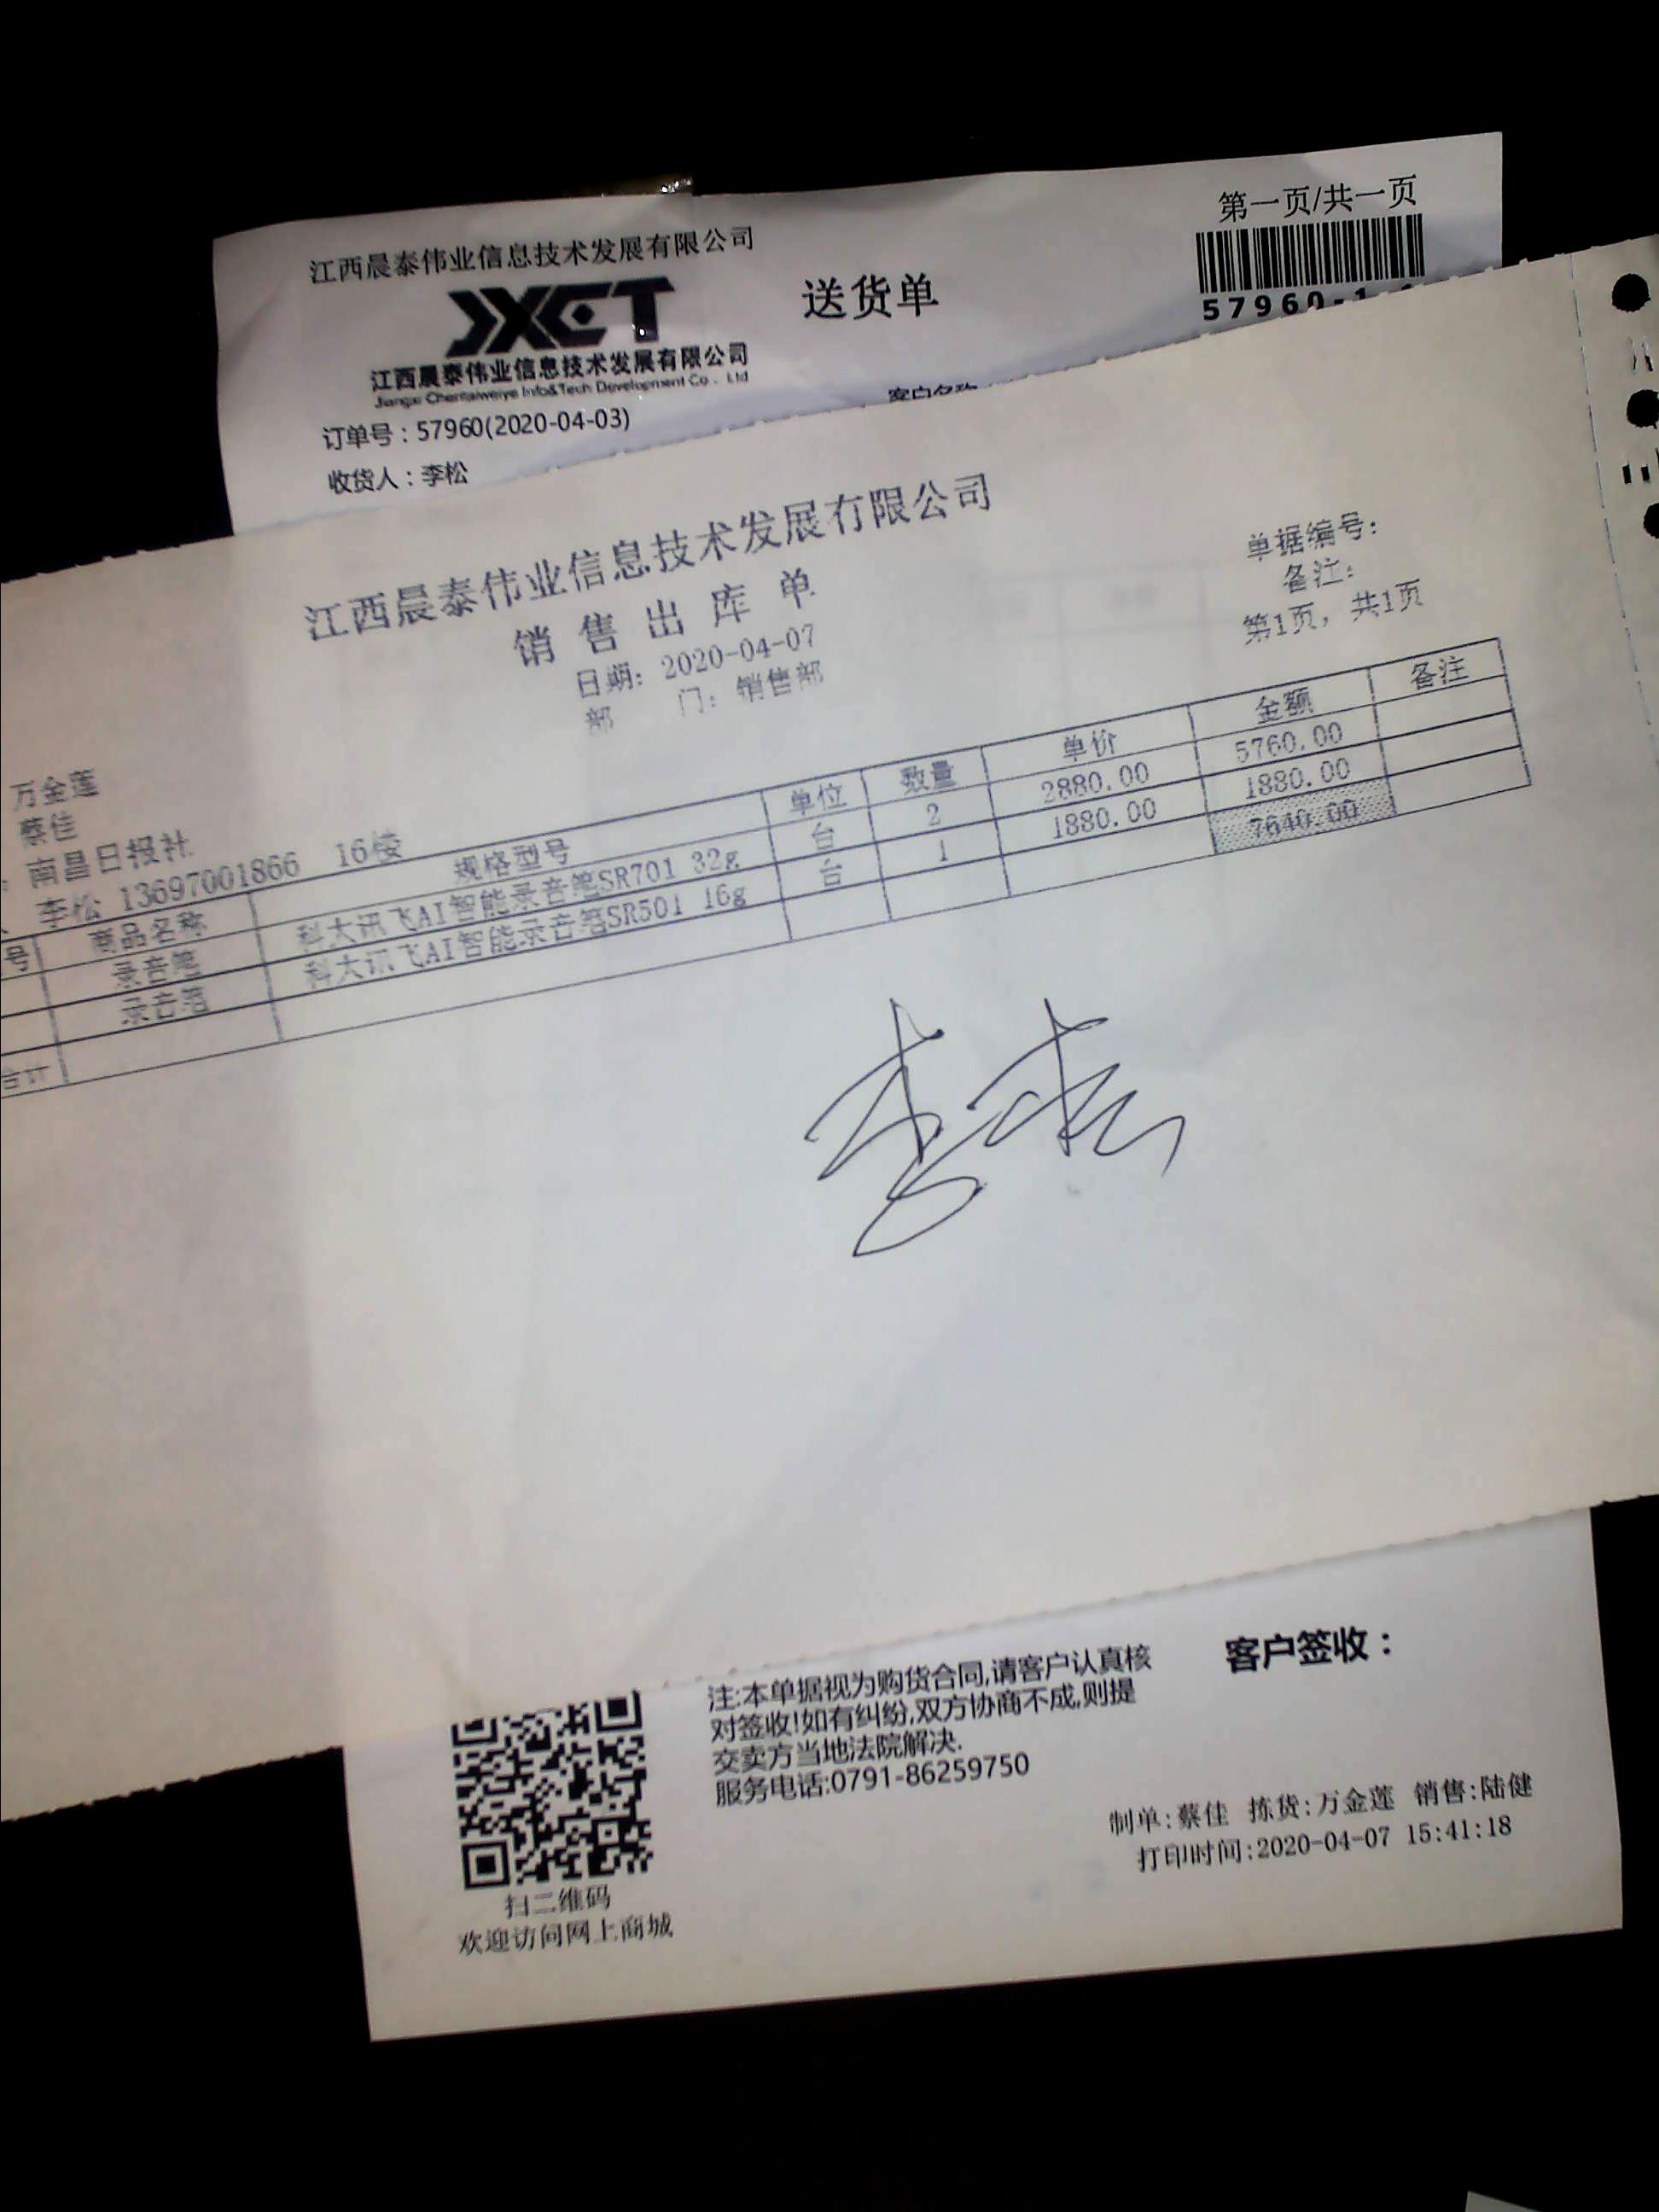 第一页/共一页
江西晨泰伟业信息技术发展有限公司
JXCT
送货单
57960-1-1
江西晨泰伟业信息技术发展有限公司
Jiangxi Chentaiweiye Info&Tech Development Co., Ltd
客户名称
订单号：57960(2020-04-03)
收货人：李松
江西晨泰伟业信息技术发展有限公司
销售出库单
单据编号：
日期： 2020-04-07
备注：
部 门：销售部
第1页，共1页
万金莲
蔡佳
南昌日报社
李松 13697001866 16楼
号 商品名称 规格型号 单位 数量 单价 金额 备注
录音笔 科大讯飞AI智能录音笔SR701 32g 台 2 2880.00 5760.00
录音笔 科大讯飞AI智能录音笔SR501 16g 台 1 1880.00 1880.00
合计 7640.00
李松
注:本单据视为购货合同,请客户认真核
对签收!如有纠纷,双方协商不成,则提
交卖方当地法院解决.
服务电话:0791-86259750
客户签收：
制单:蔡佳 拣货:万金莲 销售:陆健
打印时间:2020-04-07 15:41:18
扫二维码
欢迎访问网上商城